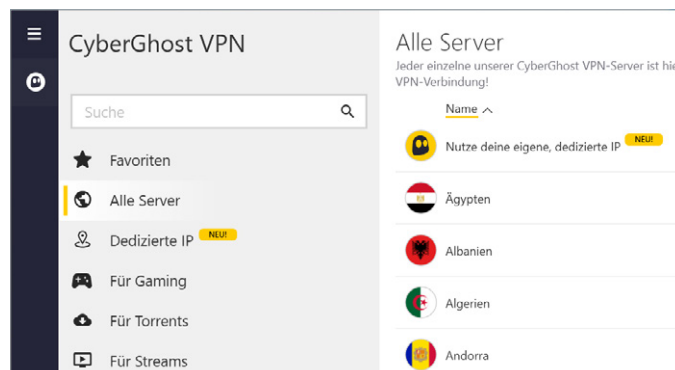 CyberGhost VPN
Suche
Favoriten
Alle Server
Dedizierte IP NEU!
Für Gaming
Für Torrents
Für Streams
Alle Server
Jeder einzelne unserer CyberGhost VPN-Server ist hie
VPN-Verbindung!
Name
Nutze deine eigene, dedizierte IP NEU!
Ägypten
Albanien
Algerien
Andorra